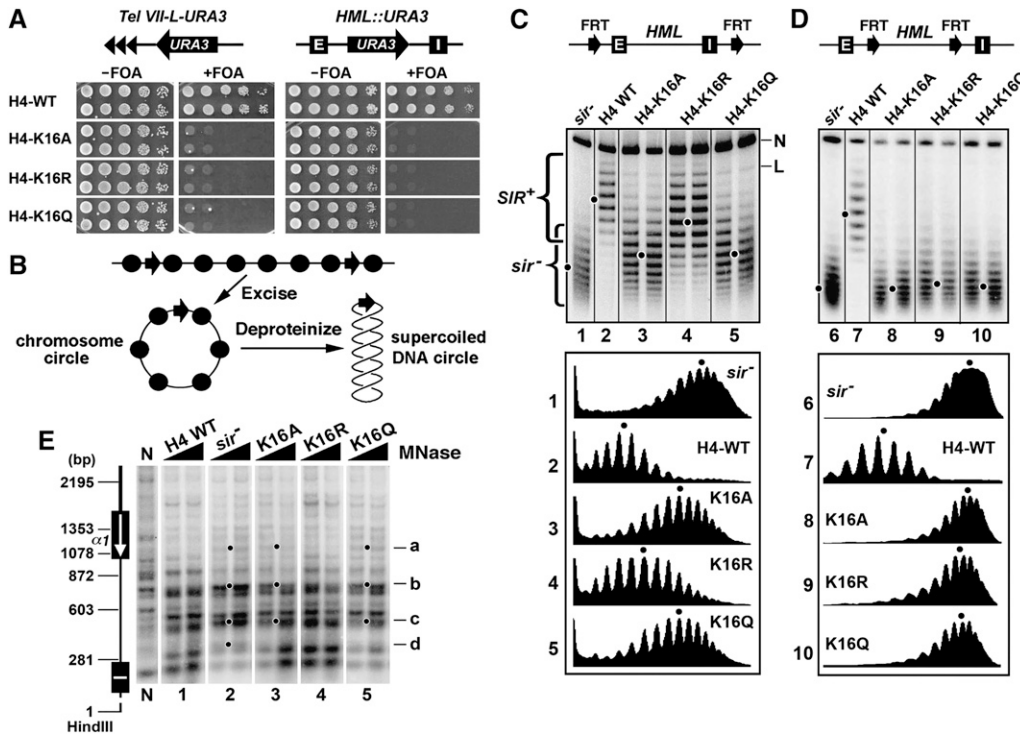 A
Tel VII-L-URA3
HML::URA3
URA3
E URA3 I
−FOA +FOA −FOA +FOA
H4-WT
H4-K16A
H4-K16R
H4-K16Q
B
Excise
chromosome
circle
Deproteinize
supercoiled
DNA circle
E
(bp)
N H4 WT sir- K16A K16R K16Q MNase
2195
1353
α1
1078
872
603
281
1
HindIII
a
b
c
d
N 1 2 3 4 5
C
FRT HML FRT
E I
sir- H4 WT H4-K16A H4-K16R H4-K16Q
N
L
SIR+
sir-
1 2 3 4 5
1 sir-
2 H4-WT
3 K16A
4 K16R
5 K16Q
D
FRT HML FRT
E I
sir- H4 WT H4-K16A H4-K16R H4-K16Q
6 7 8 9 10
6 sir-
7 H4-WT
8 K16A
9 K16R
10 K16Q